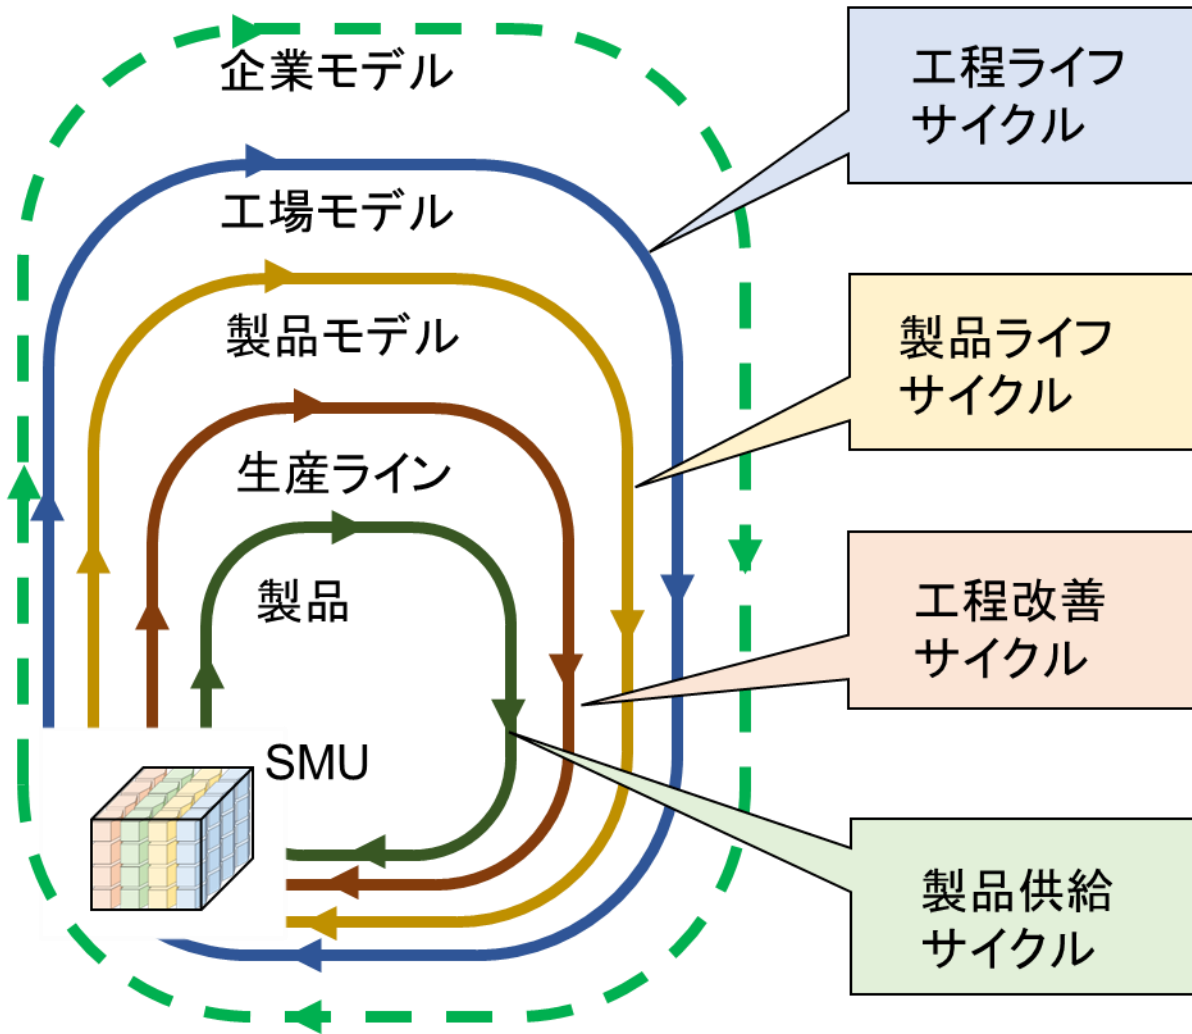 企業モデル
工場モデル
製品モデル
生産ライン
製品
SMU
工程ライフ
サイクル
製品ライフ
サイクル
工程改善
サイクル
製品供給
サイクル